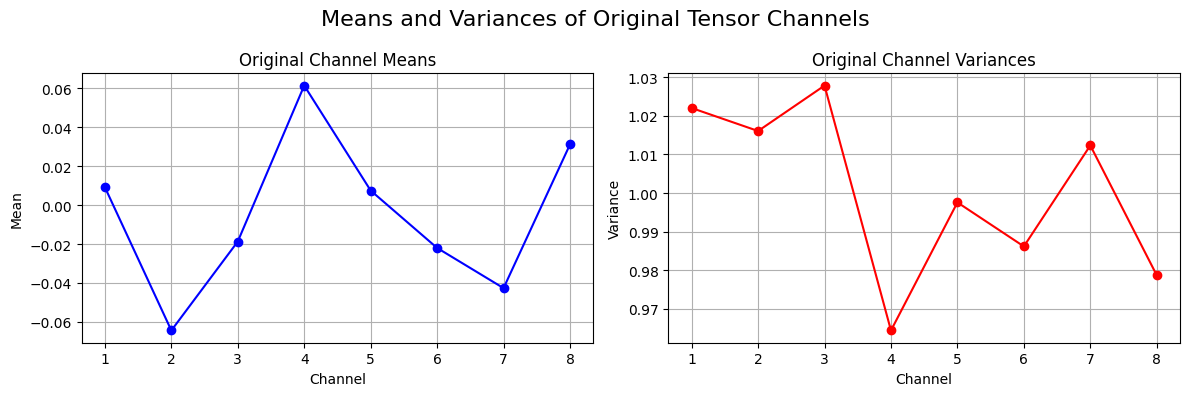 Means and Variances of Original Tensor Channels
Original Channel Means
0.06
0.04
0.02
0.00
−0.02
−0.04
−0.06
Mean
1 2 3 4 5 6 7 8
Channel
Original Channel Variances
1.03
1.02
1.01
1.00
0.99
0.98
0.97
Variance
1 2 3 4 5 6 7 8
Channel